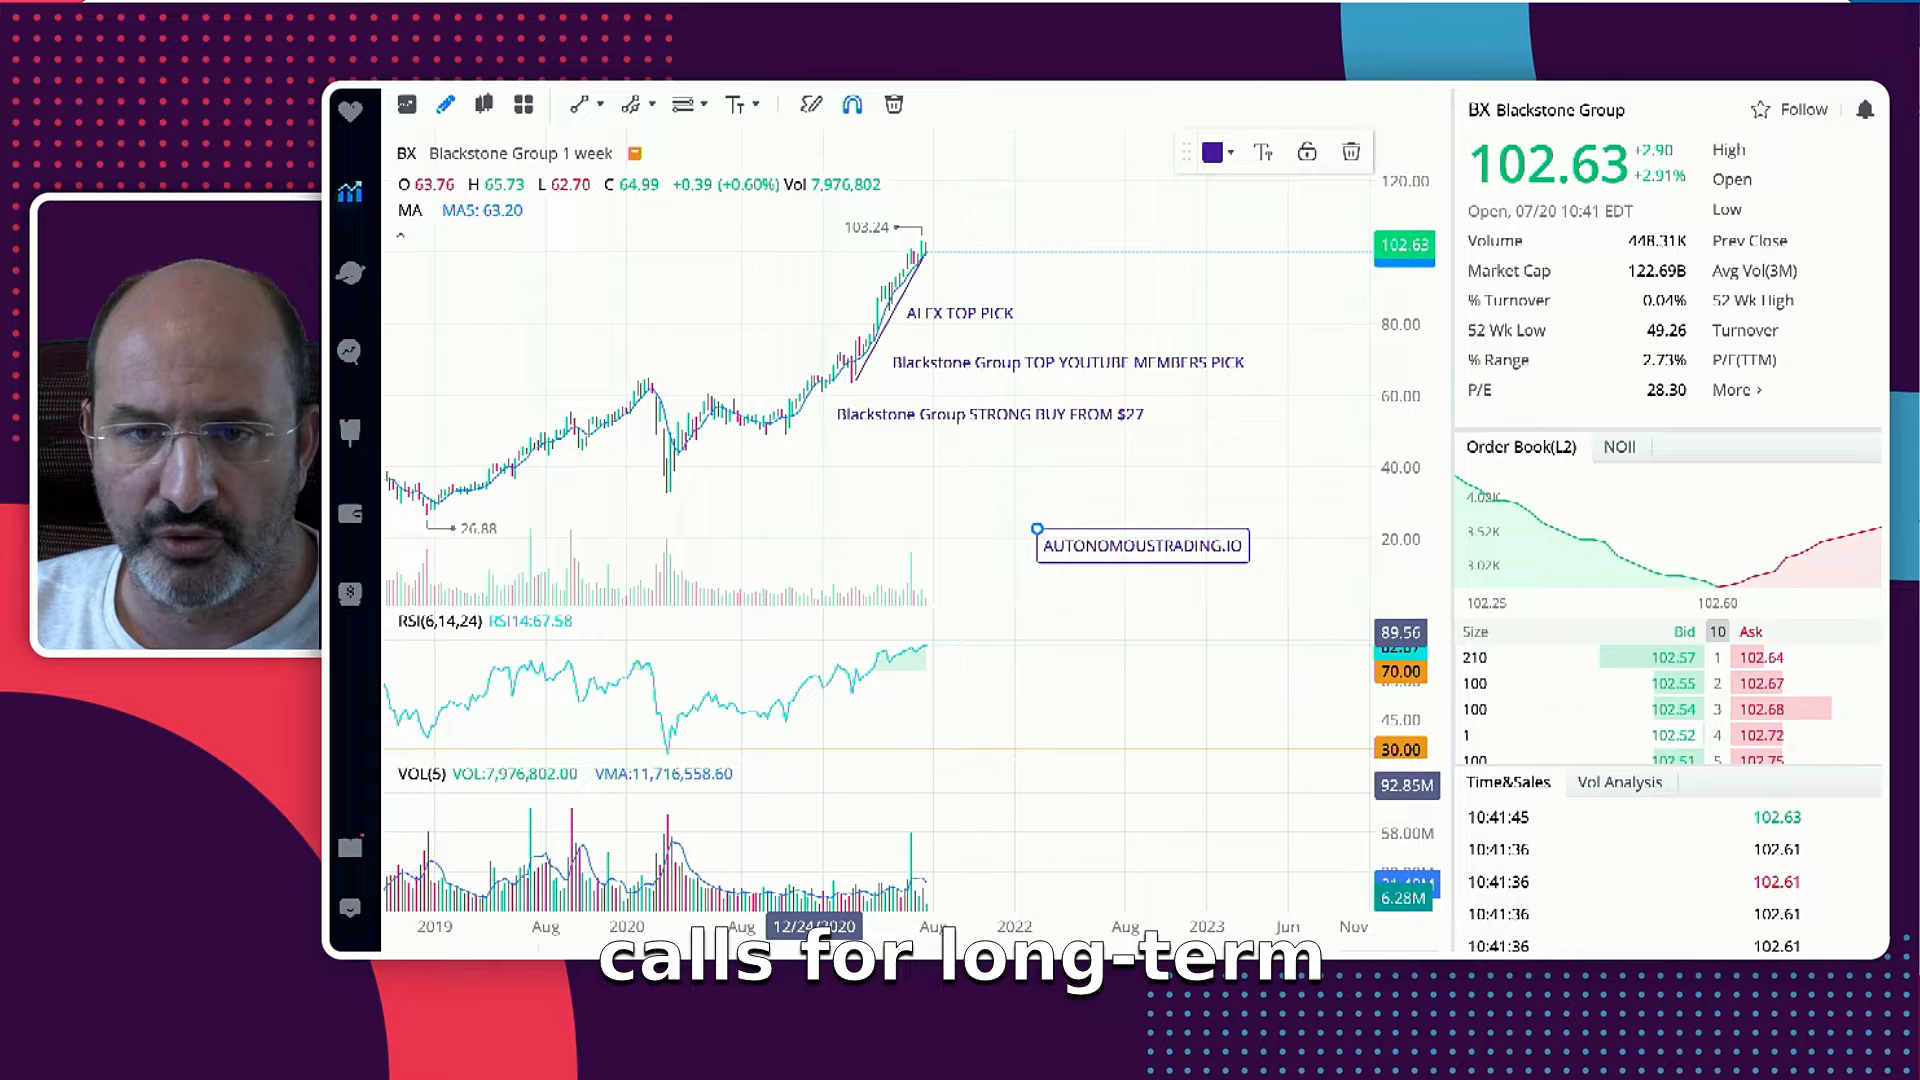 BX Blackstone Group 1 week
O 63.76 H 65.73 L 62.70 C 64.99 +0.39 (+0.60%) Vol 7,976,802
MA MA5: 63.20
103.24
ALEX TOP PICK
Blackstone Group TOP YOUTUBE MEMBERS PICK
Blackstone Group STRONG BUY FROM $27
26.88
AUTONOMOUSTRADING.IO
120.00
102.63
80.00
60.00
40.00
20.00
RSI(6,14,24) RSI14:67.58
89.56
70.00
45.00
30.00
VOL(5) VOL:7,976,802.00 VMA:11,716,558.60
92.85M
58.00M
6.28M
2019 Aug 2020 Aug 12/24/2020 Aug 2022 Aug 2023 Jun Nov
BX Blackstone Group Follow
102.63 +2.90 +2.91%
Open, 07/20 10:41 EDT
High
Open
Low
Volume 448.31K Prev Close
Market Cap 122.69B Avg Vol(3M)
% Turnover 0.04% 52 Wk High
52 Wk Low 49.26 Turnover
% Range 2.73% P/E(TTM)
P/E 28.30 More >
Order Book(L2) NOII
4.02K
3.52K
3.02K
102.25 102.60
Size Bid 10 Ask
210 102.57 1 102.64
100 102.55 2 102.67
100 102.54 3 102.68
1 102.52 4 102.72
100 102.51 5 102.75
Time&Sales Vol Analysis
10:41:45 102.63
10:41:36 102.61
10:41:36 102.61
10:41:36 102.61
10:41:36 102.61
calls for long-term